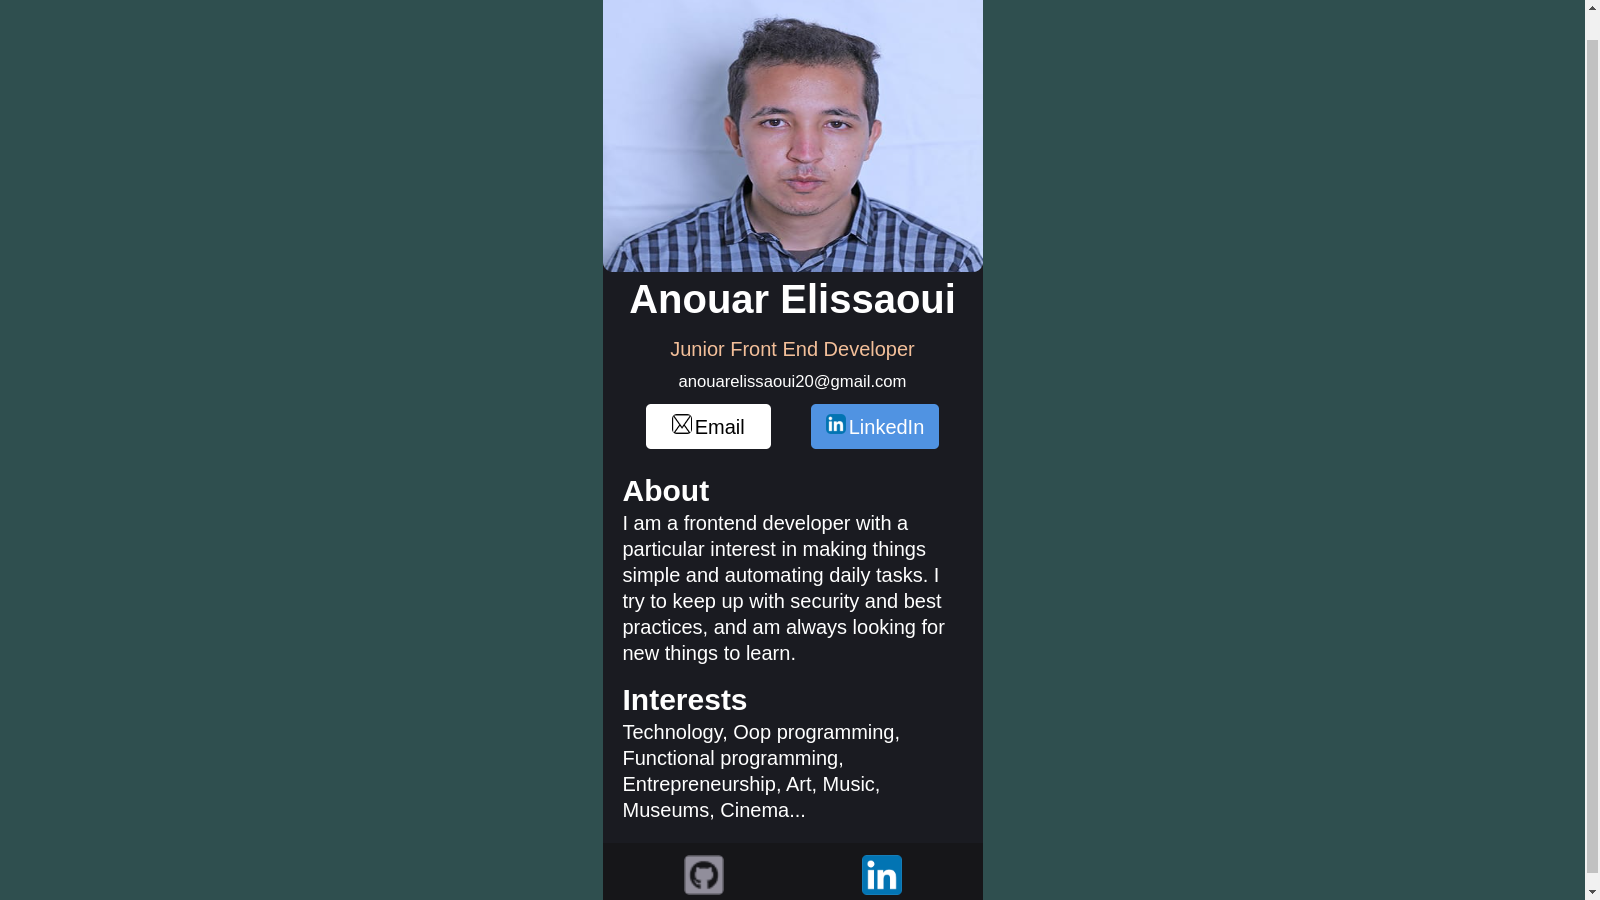 Anouar Elissaoui
Junior Front End Developer
anouarelissaoui20@gmail.com
Email
in LinkedIn
About
I am a frontend developer with a
particular interest in making things
simple and automating daily tasks. I
try to keep up with security and best
practices, and am always looking for
new things to learn.
Interests
Technology, Oop programming,
Functional programming,
Entrepreneurship, Art, Music,
Museums, Cinema...
in